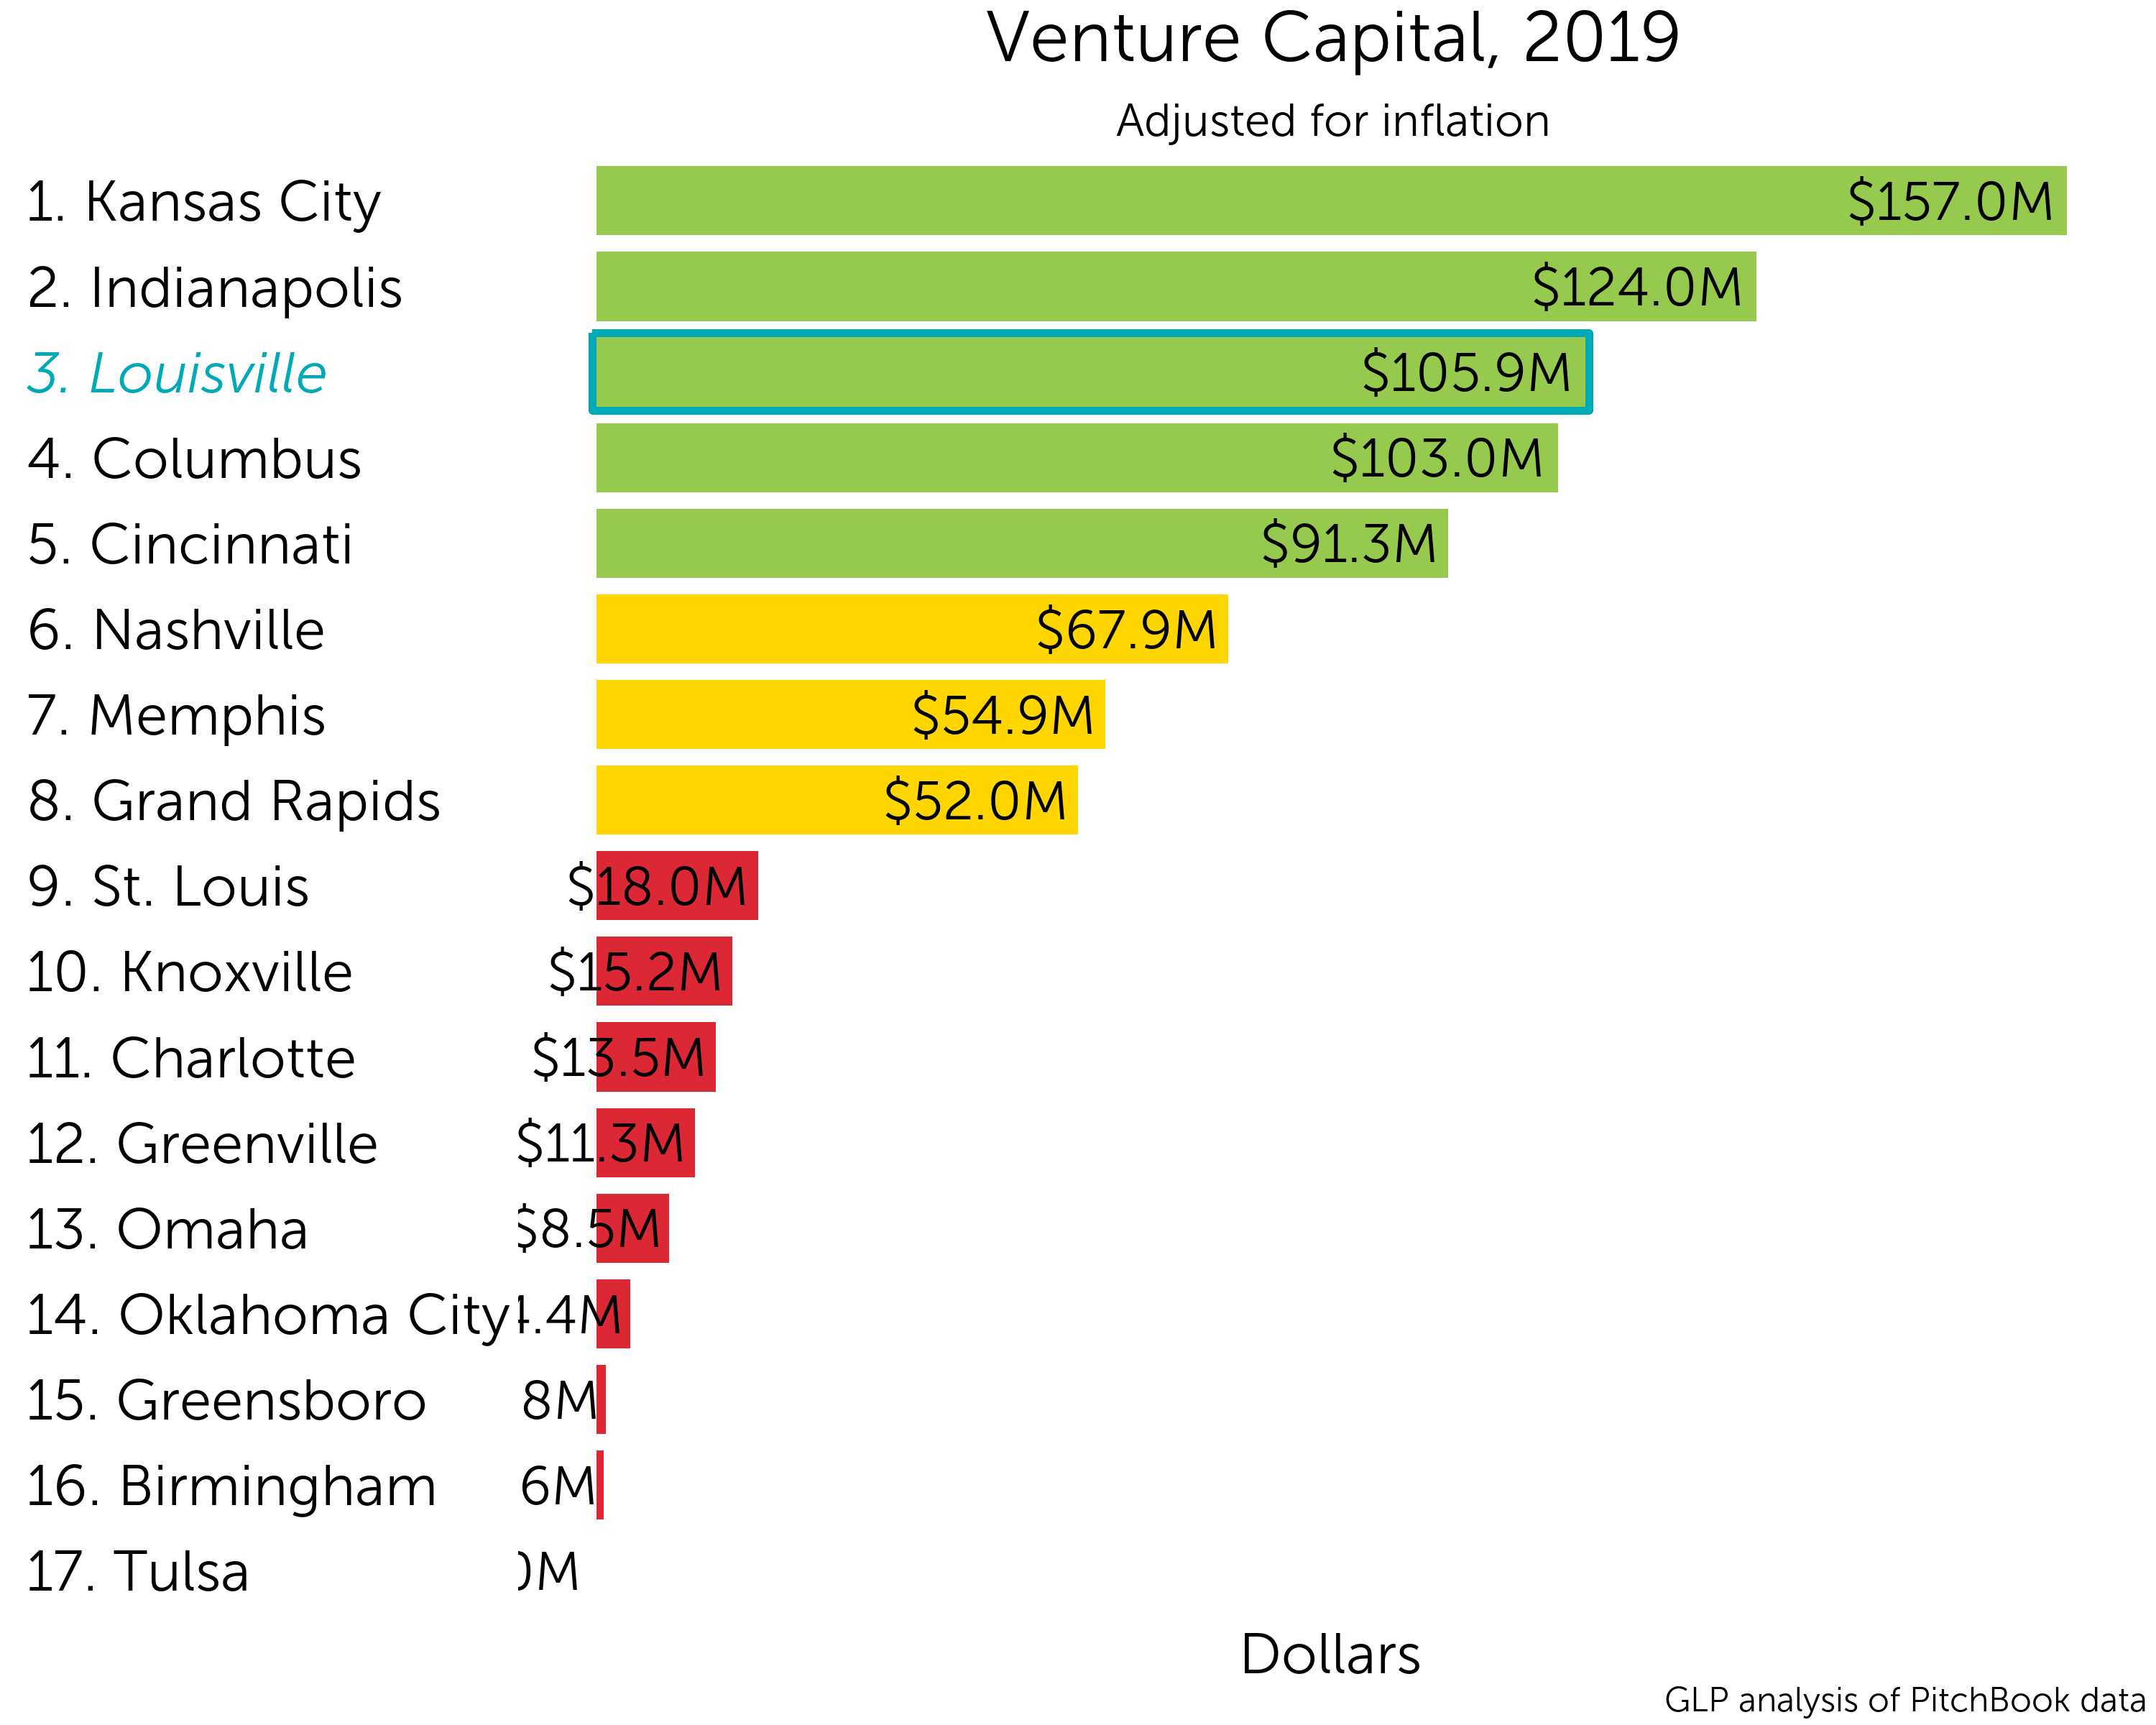 Venture Capital, 2019
Adjusted for inflation
1. Kansas City $157.0M
2. Indianapolis $124.0M
3. Louisville $105.9M
4. Columbus $103.0M
5. Cincinnati $91.3M
6. Nashville $67.9M
7. Memphis $54.9M
8. Grand Rapids $52.0M
9. St. Louis $18.0M
10. Knoxville $15.2M
11. Charlotte $13.5M
12. Greenville $11.3M
13. Omaha $8.5M
14. Oklahoma City .4M
15. Greensboro 8M
16. Birmingham 6M
17. Tulsa M
Dollars
GLP analysis of PitchBook data